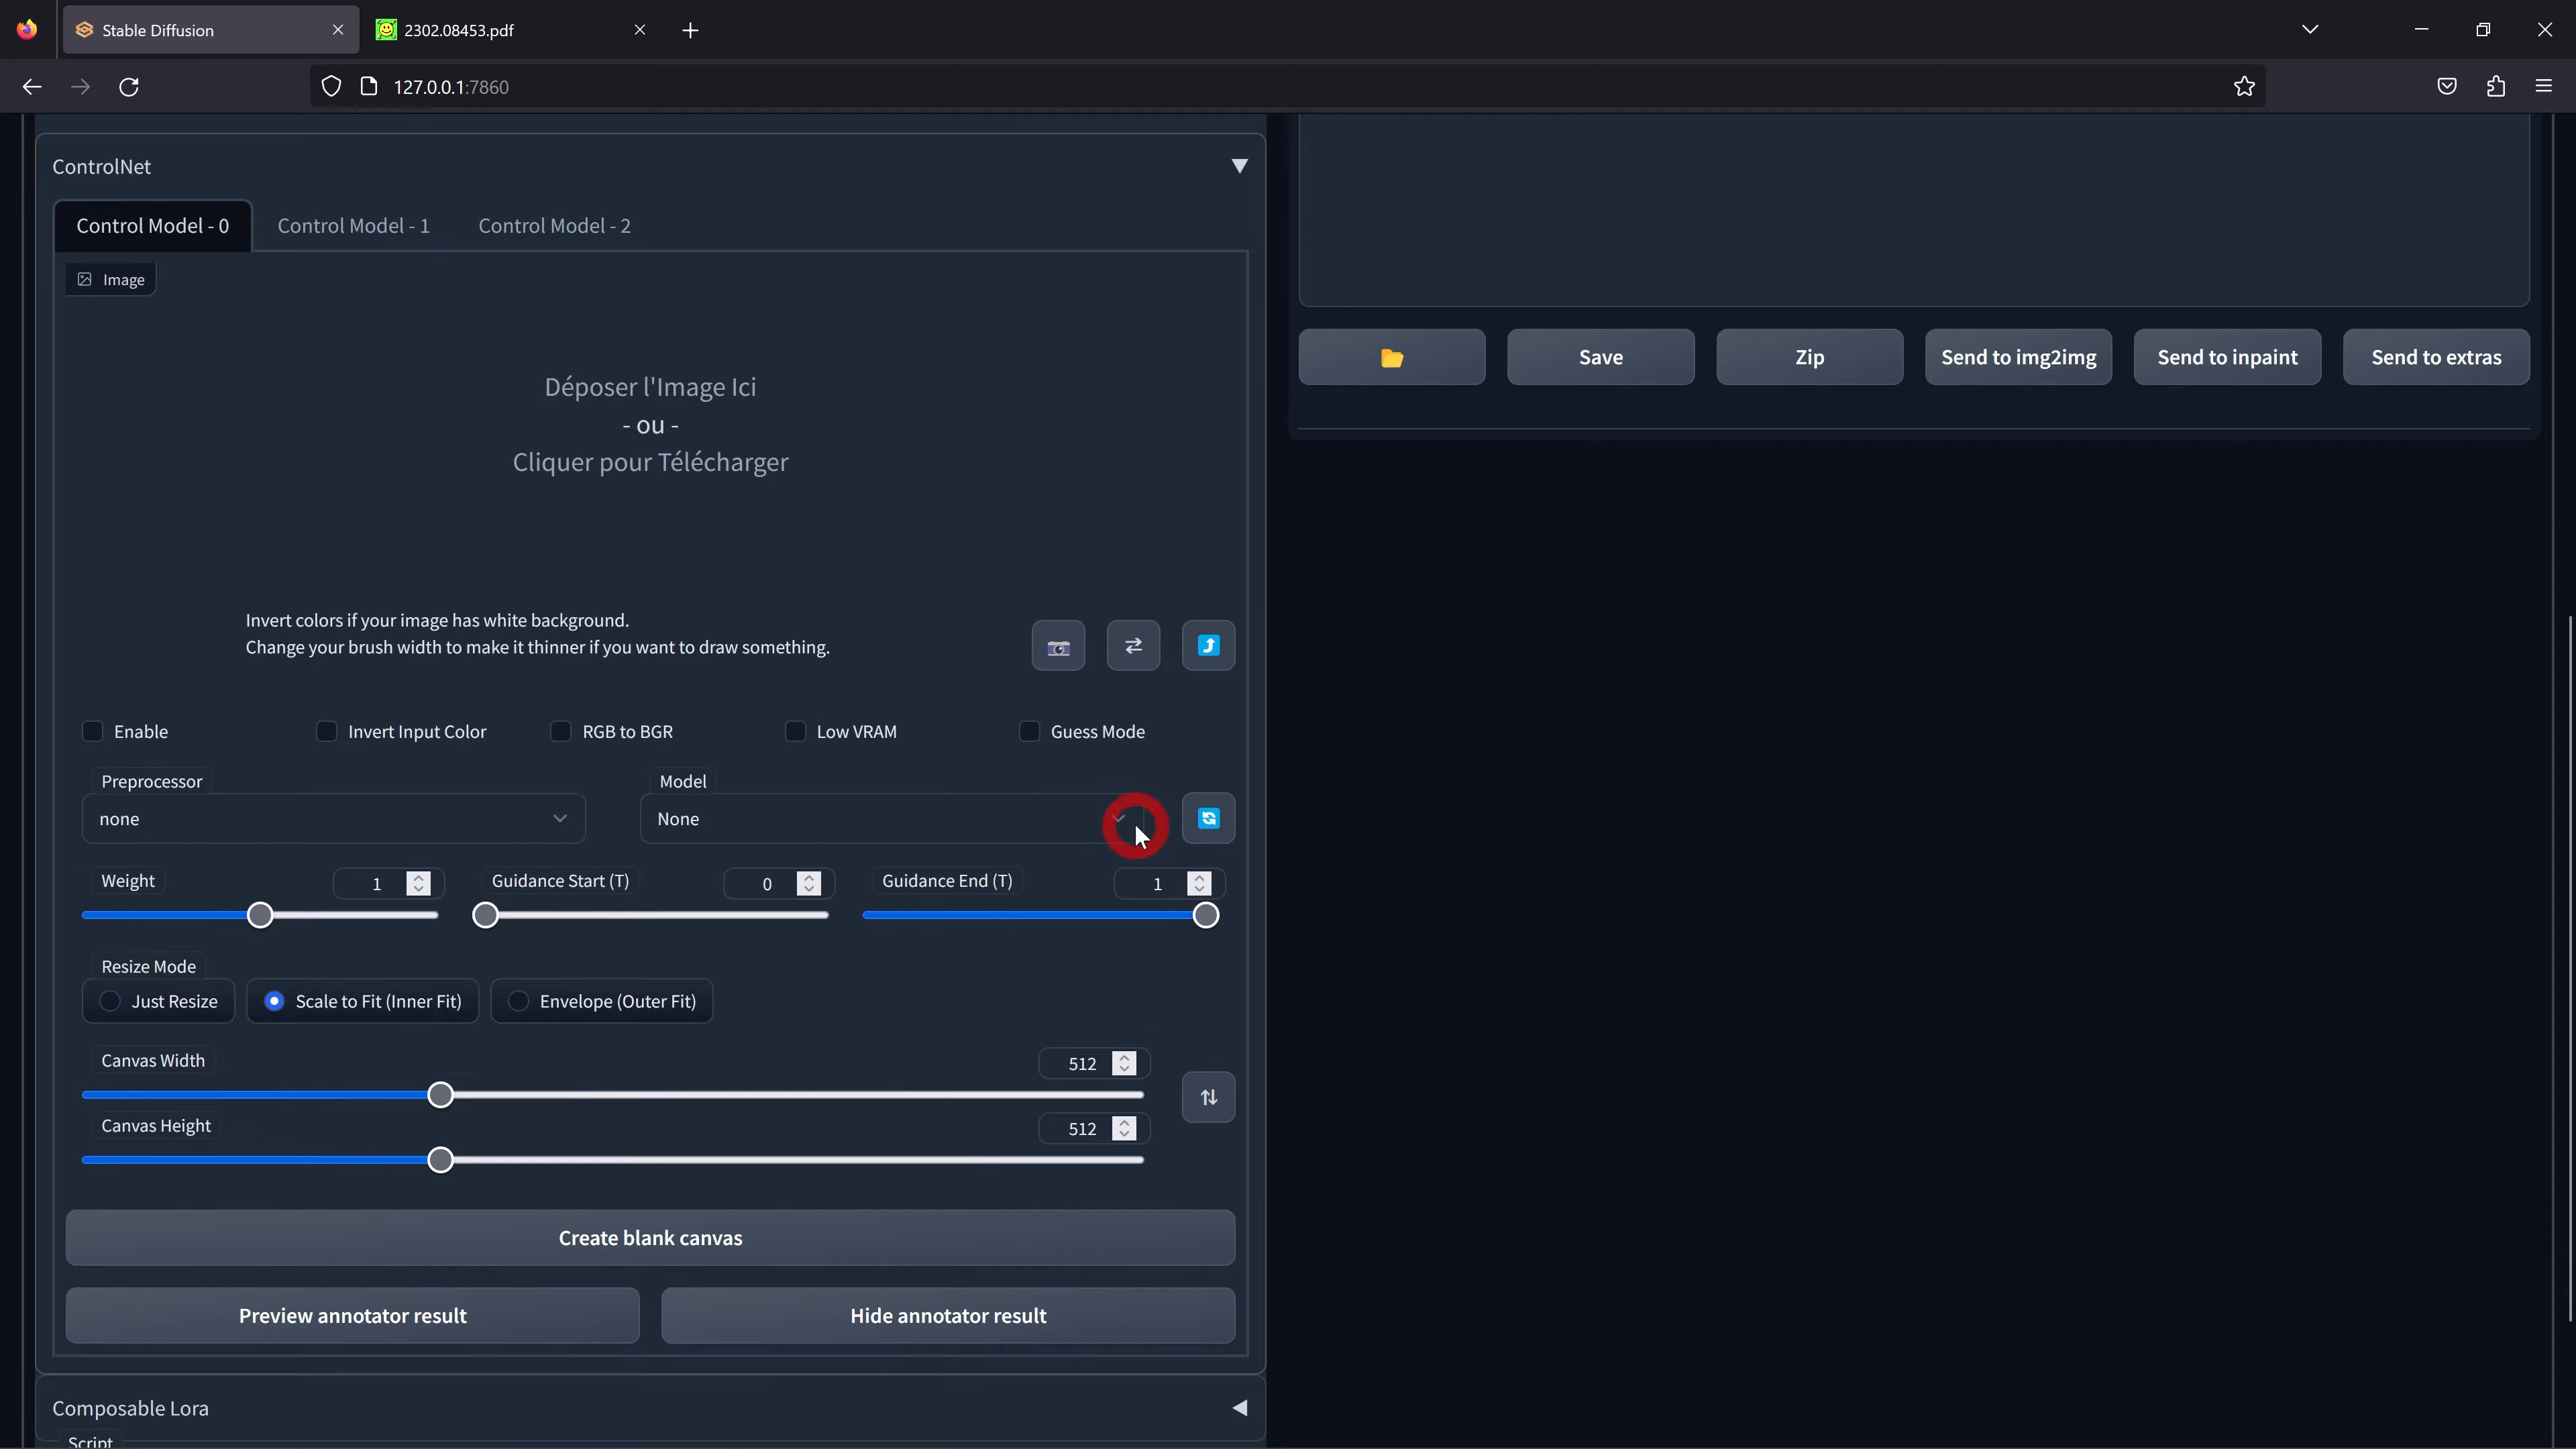 Stable Diffusion
2302.08453.pdf
127.0.0.1:7860
ControlNet
Control Model - 0
Control Model - 1
Control Model - 2
Image
Déposer l'Image Ici
- ou -
Cliquer pour Télécharger
Invert colors if your image has white background.
Change your brush width to make it thinner if you want to draw something.
Enable
Invert Input Color
RGB to BGR
Low VRAM
Guess Mode
Preprocessor
none
Model
None
Weight
1
Guidance Start (T)
0
Guidance End (T)
1
Resize Mode
Just Resize
Scale to Fit (Inner Fit)
Envelope (Outer Fit)
Canvas Width
512
Canvas Height
512
Create blank canvas
Preview annotator result
Hide annotator result
Composable Lora
Script
Save
Zip
Send to img2img
Send to inpaint
Send to extras